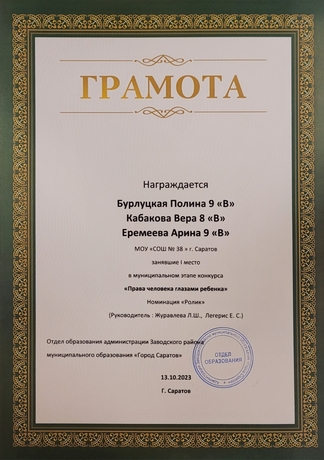 ГРАМОТА
Награждается
Бурлуцкая Полина 9 «В»
Кабакова Вера 8 «В»
Еремеева Арина 9 «В»
МОУ «СОШ № 38 » г. Саратов
занявшие I место
в муниципальном этапе конкурса
«Права человека глазами ребенка»
Номинация «Ролик»
(Руководитель : Журавлева Л.Ш., Легерис Е. С.)
Отдел образования администрации Заводского района
муниципального образования «Город Саратов»
ОТДЕЛ
ОБРАЗОВАНИЯ
13.10.2023
Г. Саратов